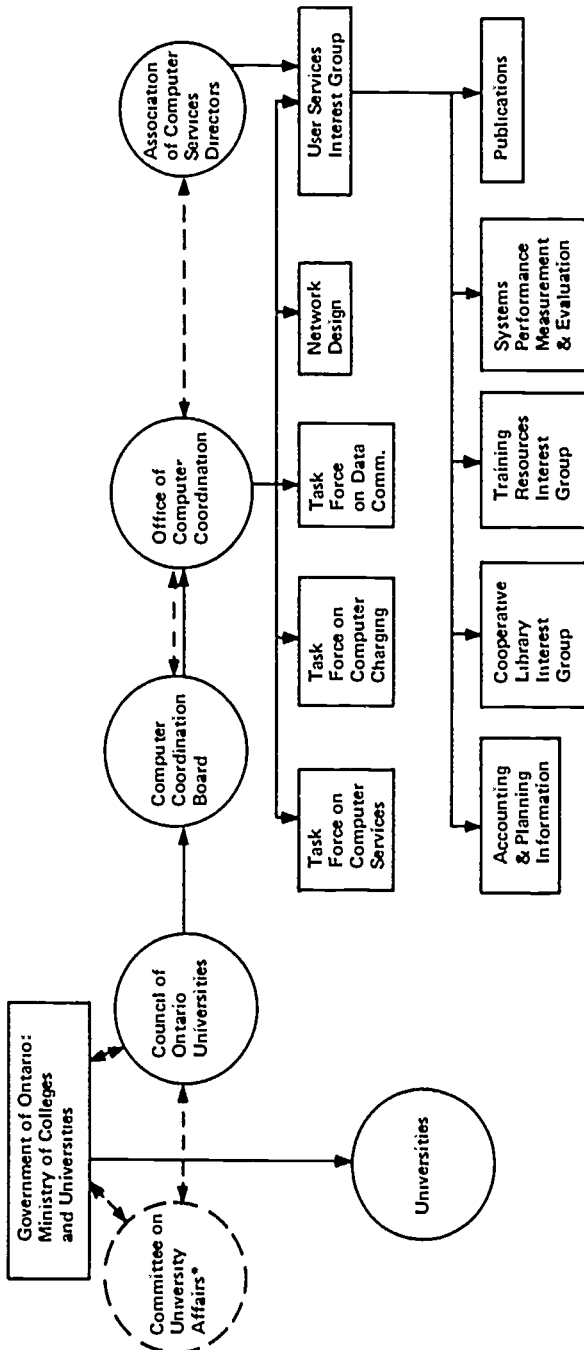 Government of Ontario:
Ministry of Colleges
and Universities
Committee on
University
Affairs*
Council of
Ontario
Universities
Universities
Computer
Coordination
Board
Office of
Computer
Coordination
Association
of Computer
Services
Directors
Task
Force on
Computer
Services
Task
Force on
Computer
Charging
Task
Force
on Data
Comm.
Network
Design
User Services
Interest Group
Accounting
& Planning
Information
Cooperative
Library
Interest
Group
Training
Resources
Interest
Group
Systems
Performance
Measurement
& Evaluation
Publications